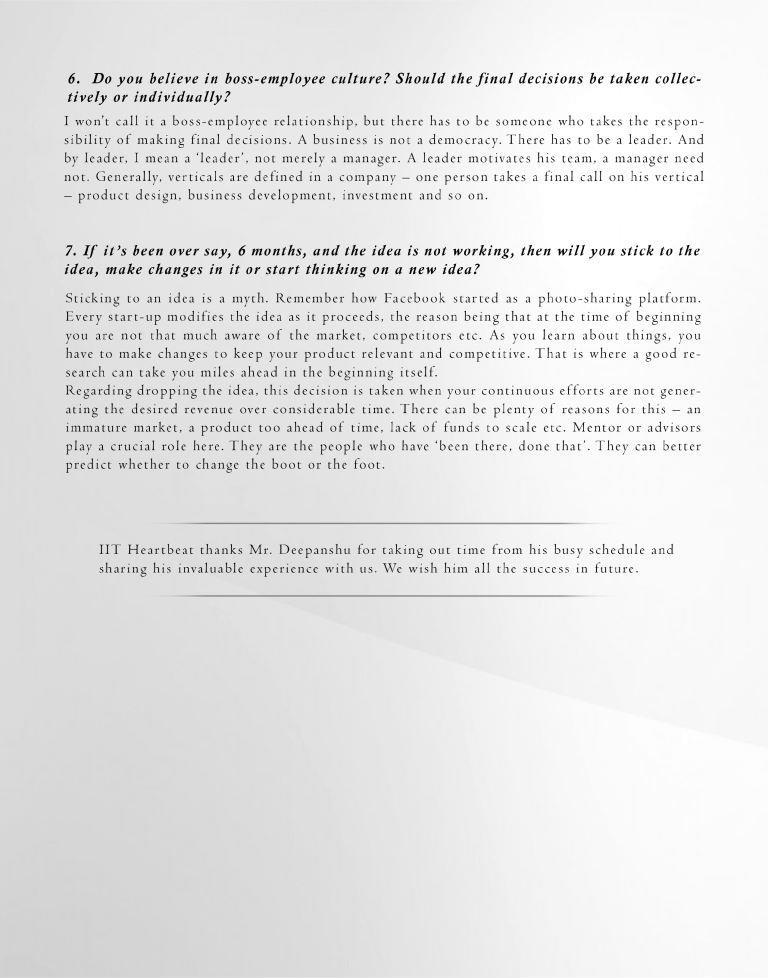 6. Do you believe in boss-employee culture? Should the final decisions be taken collec-
tively or individually?
I won't call it a boss-employee relationship, but there has to be someone who takes the respon-
sibility of making final decisions. A business is not a democracy. There has to be a leader. And
by leader, I mean a ‘leader’, not merely a manager. A leader motivates his team, a manager need
not. Generally, verticals are defined in a company – one person takes a final call on his vertical
– product design, business development, investment and so on.
7. If it's been over say, 6 months, and the idea is not working, then will you stick to the
idea, make changes in it or start thinking on a new idea?
Sticking to an idea is a myth. Remember how Facebook started as a photo-sharing platform.
Every start-up modifies the idea as it proceeds, the reason being that at the time of beginning
you are not that much aware of the market, competitors etc. As you learn about things, you
have to make changes to keep your product relevant and competitive. That is where a good re-
search can take you miles ahead in the beginning itself.
Regarding dropping the idea, this decision is taken when your continuous efforts are not gener-
ating the desired revenue over considerable time. There can be plenty of reasons for this – an
immature market, a product too ahead of time, lack of funds to scale etc. Mentor or advisors
play a crucial role here. They are the people who have ‘been there, done that’. They can better
predict whether to change the boot or the foot.
IIT Heartbeat thanks Mr. Deepanshu for taking out time from his busy schedule and
sharing his invaluable experience with us. We wish him all the success in future.